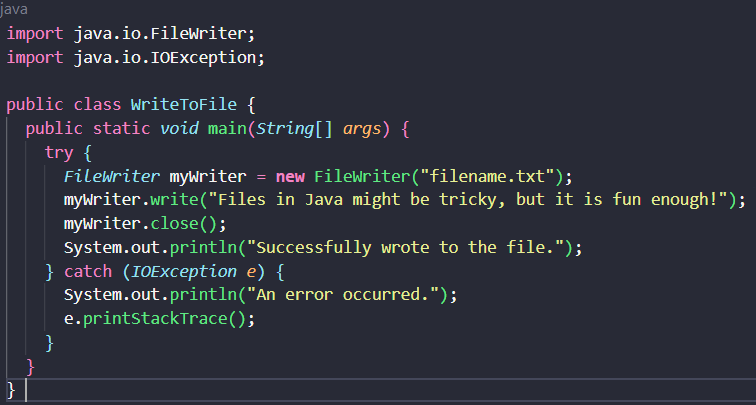 java
import java.io.FileWriter;
import java.io.IOException;
public class WriteToFile {
public static void main(String[] args) {
try {
FileWriter myWriter = new FileWriter("filename.txt");
myWriter.write("Files in Java might be tricky, but it is fun enough!");
myWriter.close();
System.out.println("Successfully wrote to the file.");
} catch (IOException e) {
System.out.println("An error occurred.");
e.printStackTrace();
}
}
}